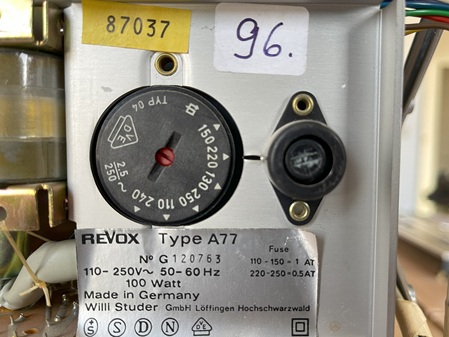 87037
96.
TYP 04
150 220 130 250 110 240
2.5
250 ~
REVOX Type A77
Nº G 120763
110-250V~ 50-60 Hz
100 Watt
Made in Germany
Willi Studer GmbH Löffingen Hochschwarzwald
Fuse
110-150=1 AT
220-250=0.5AT
S D N